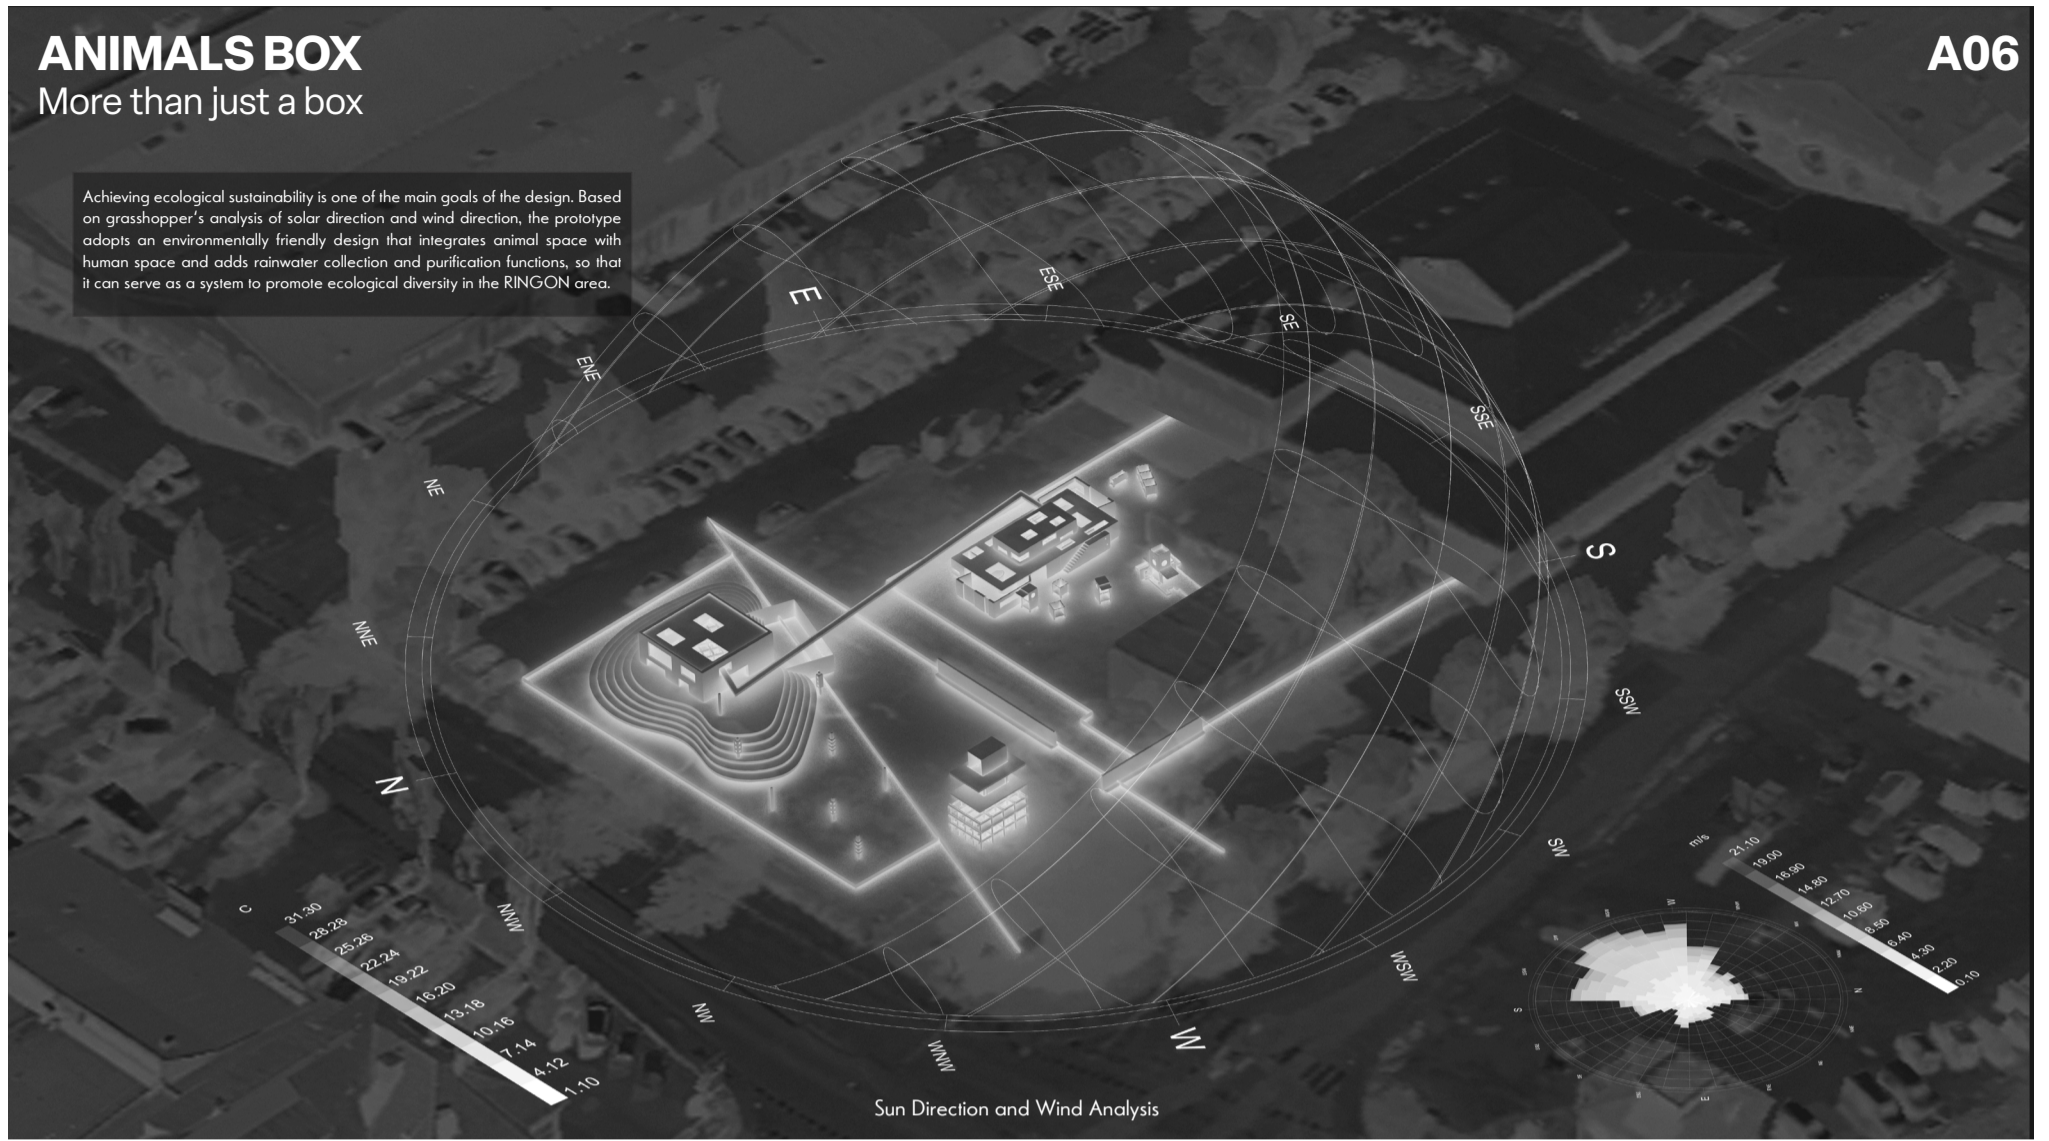 ANIMALS BOX
More than just a box
A06
Achieving ecological sustainability is one of the main goals of the design. Based
on grasshopper's analysis of solar direction and wind direction, the prototype
adopts an environmentally friendly design that integrates animal space with
human space and adds rainwater collection and purification functions, so that
it can serve as a system to promote ecological diversity in the RINGON area.
E
ESE
SE
ENE
SSE
NE
S
NNE
SSW
N
SW
NNW
WSW
NW
WNW
W
C
31.30
28.28
25.26
22.24
19.22
16.20
13.18
10.16
7.14
4.12
1.10
m/s
21.10
19.00
16.90
14.80
12.70
10.60
8.50
6.40
4.30
2.20
0.10
W
N
S
E
Sun Direction and Wind Analysis